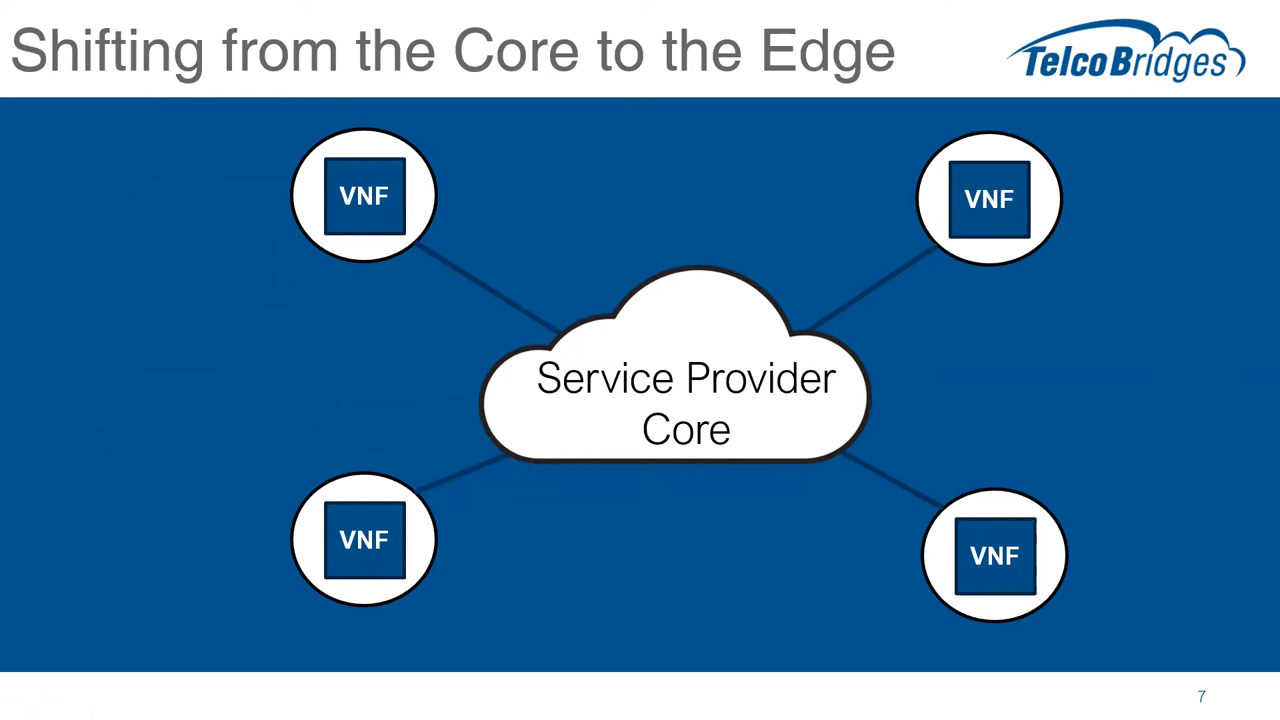 Shifting from the Core to the Edge
TelcoBridges
VNF
VNF
Service Provider
Core
VNF
VNF
7